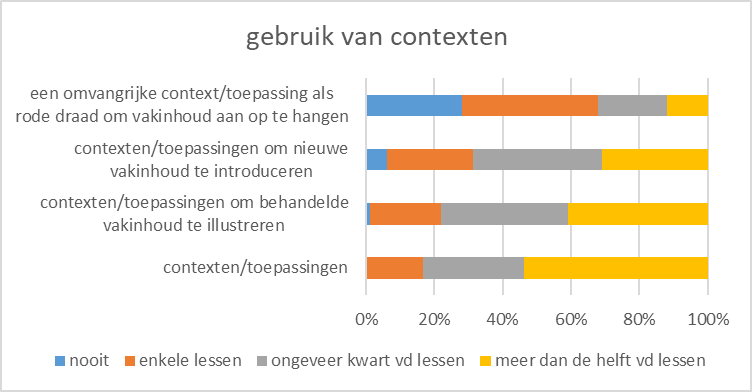 gebruik van contexten
een omvangrijke context/toepassing als
rode draad om vakinhoud aan op te hangen
contexten/toepassingen om nieuwe
vakinhoud te introduceren
contexten/toepassingen om behandelde
vakinhoud te illustreren
contexten/toepassingen
0% 20% 40% 60% 80% 100%
nooit enkele lessen ongeveer kwart vd lessen meer dan de helft vd lessen